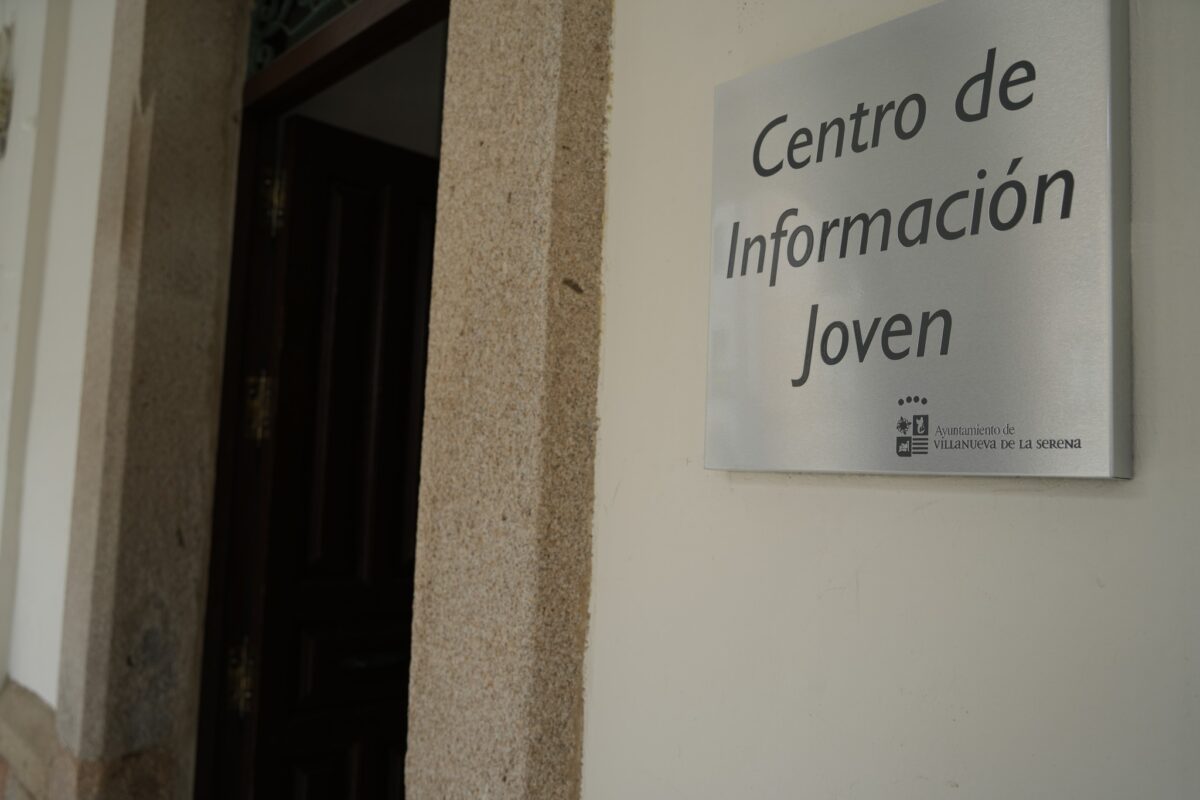 Centro de
Información
Joven
Ayuntamiento de
VILLANUEVA DE LA SERENA